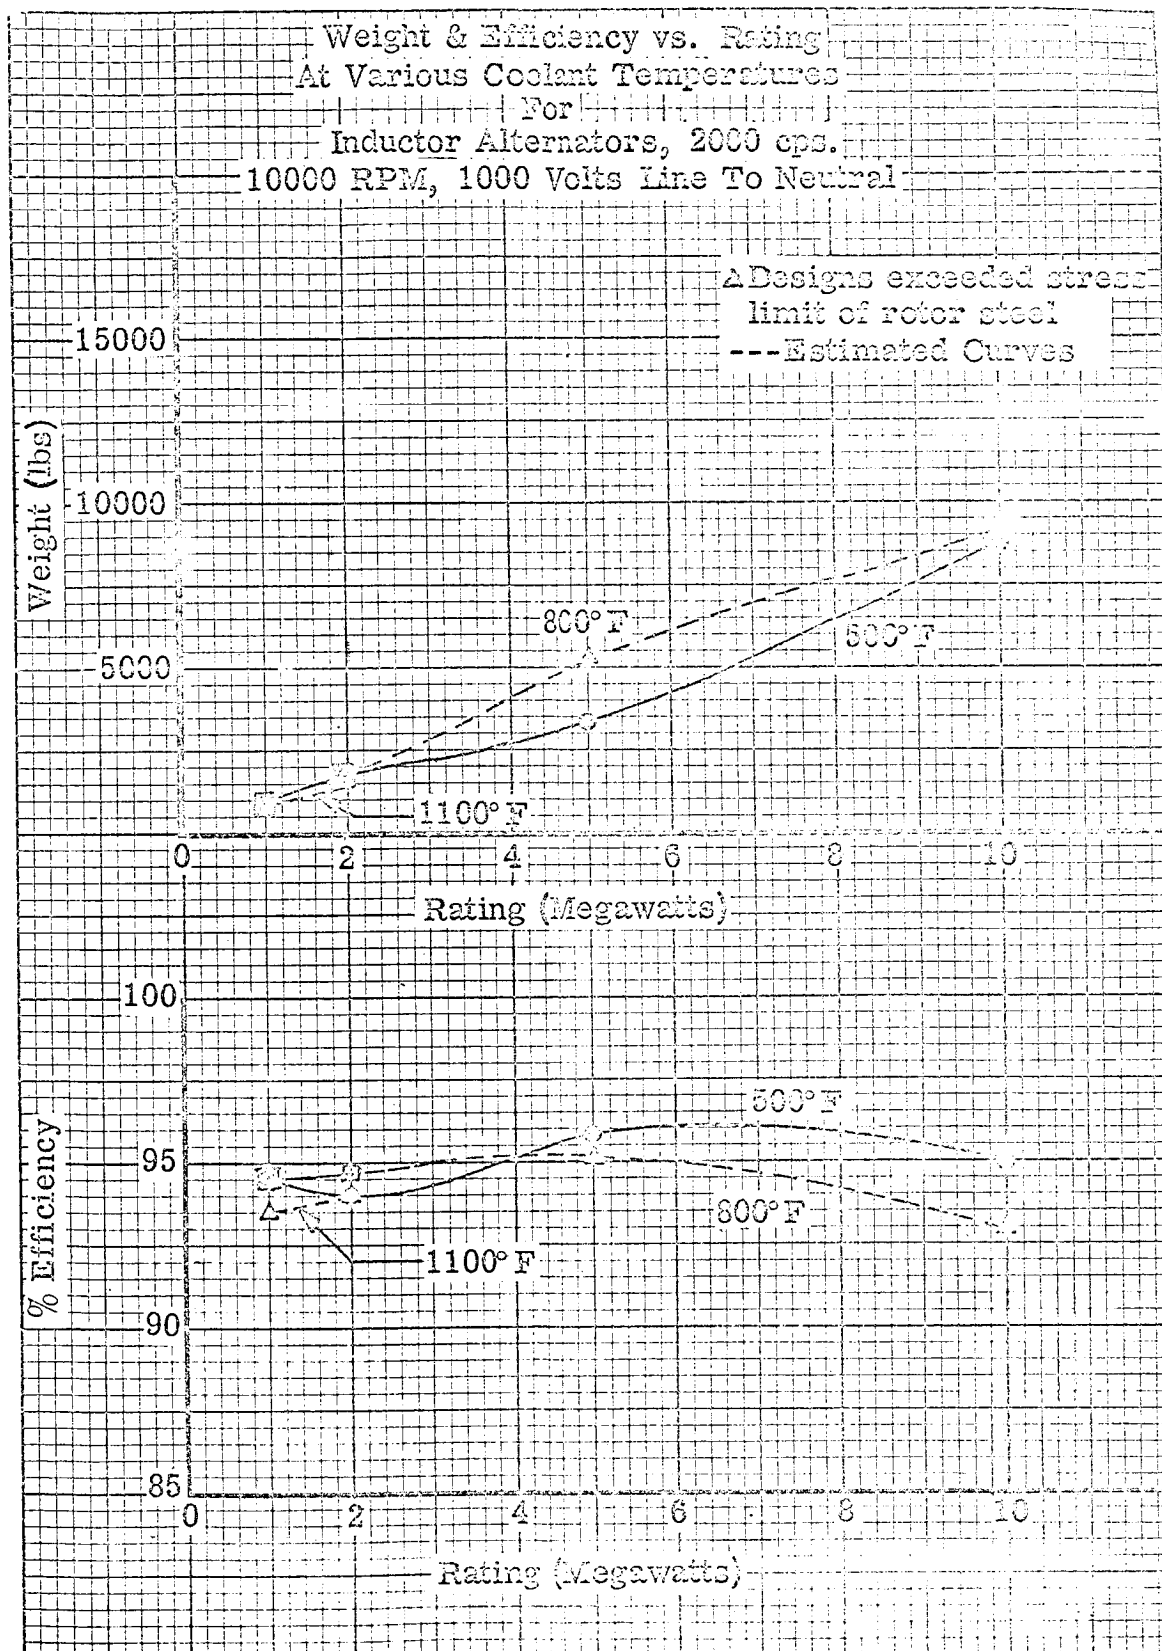 Weight & Efficiency vs. Rating
At Various Coolant Temperatures
For
Inductor Alternators, 2000 cps.
10000 RPM, 1000 Volts Line To Neutral
△Designs exceeded stress
limit of rotor steel
---Estimated Curves
15000
10000
5000
Weight (lbs)
800°F
1100°F
0 2 4 6 8 10
Rating (Megawatts)
100
95
90
85
% Efficiency
500°F
800°F
1100°F
0 2 4 6 8 10
Rating (Megawatts)